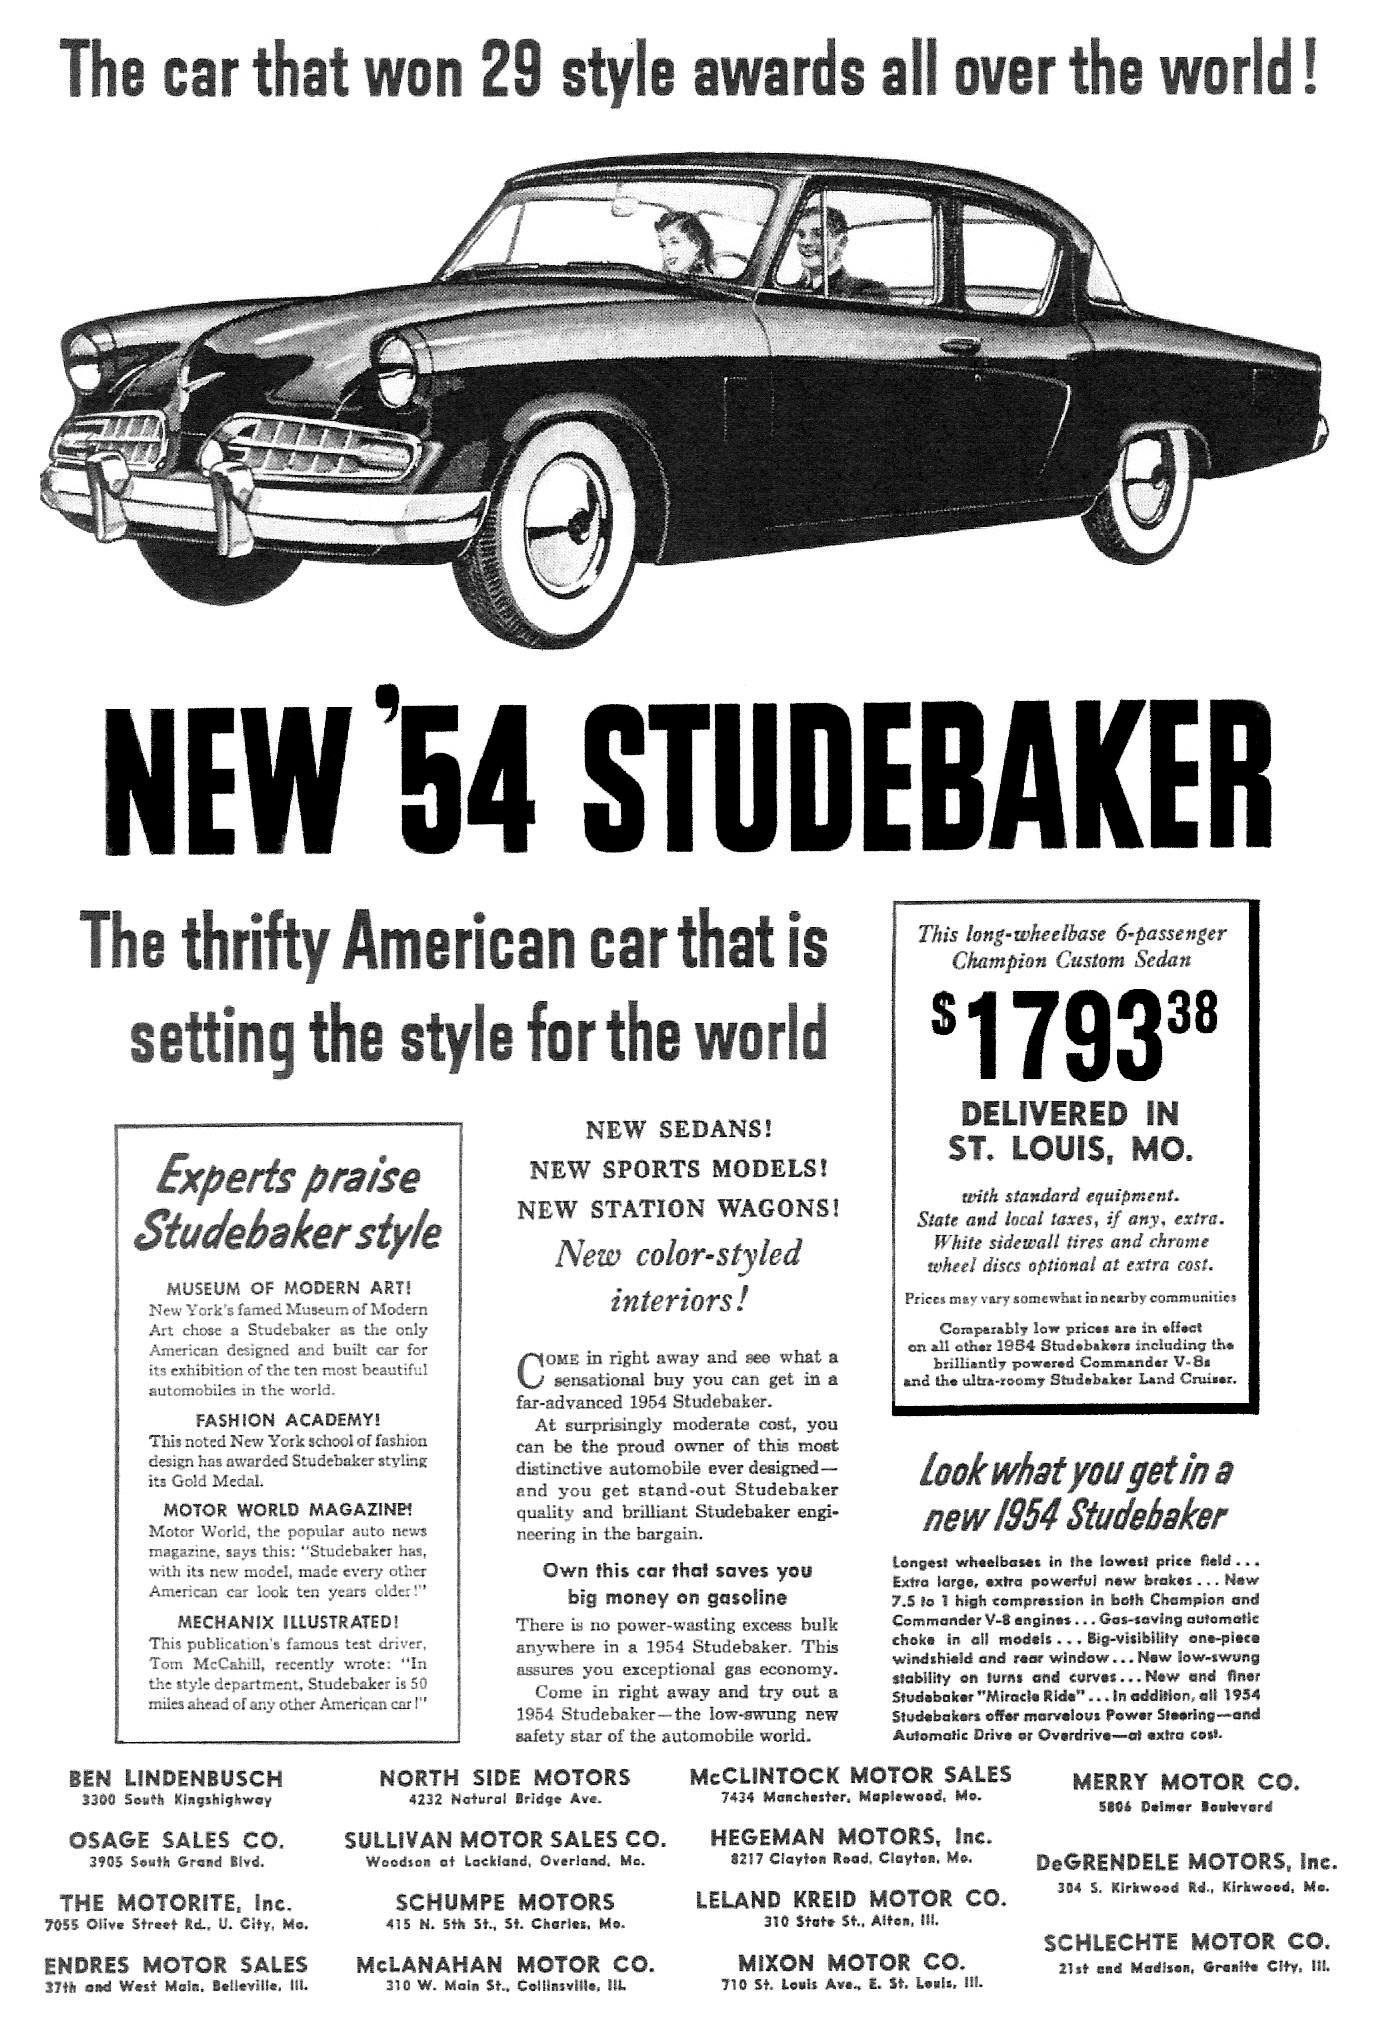 The car that won 29 style awards all over the world!
NEW '54 STUDEBAKER
The thrifty American car that is
setting the style for the world
This long-wheelbase 6-passenger
Champion Custom Sedan
$1793 38
DELIVERED IN
ST. LOUIS, MO.
with standard equipment.
State and local taxes, if any, extra.
White sidewall tires and chrome
wheel discs optional at extra cost.
Prices may vary somewhat in nearby communities
Comparably low prices are in effect
on all other 1954 Studebakers including the
brilliantly powered Commander V-8s
and the ultra-roomy Studebaker Land Cruiser.
Experts praise
Studebaker style
MUSEUM OF MODERN ART!
New York's famed Museum of Modern
Art chose a Studebaker as the only
American designed and built car for
its exhibition of the ten most beautiful
automobiles in the world.
FASHION ACADEMY!
This noted New York school of fashion
design has awarded Studebaker styling
its Gold Medal.
MOTOR WORLD MAGAZINE!
Motor World, the popular auto news
magazine, says this: "Studebaker has,
with its new model, made every other
American car look ten years older!"
MECHANIX ILLUSTRATED!
This publication's famous test driver,
Tom McCahill, recently wrote: "In
the style department, Studebaker is 50
miles ahead of any other American car!"
NEW SEDANS!
NEW SPORTS MODELS!
NEW STATION WAGONS!
New color-styled
interiors!
COME in right away and see what a
sensational buy you can get in a
far-advanced 1954 Studebaker.
At surprisingly moderate cost, you
can be the proud owner of this most
distinctive automobile ever designed—
and you get stand-out Studebaker
quality and brilliant Studebaker engi-
neering in the bargain.
Own this car that saves you
big money on gasoline
There is no power-wasting excess bulk
anywhere in a 1954 Studebaker. This
assures you exceptional gas economy.
Come in right away and try out a
1954 Studebaker—the low-swung new
safety star of the automobile world.
Look what you get in a
new 1954 Studebaker
Longest wheelbases in the lowest price field...
Extra large, extra powerful new brakes... New
7.5 to 1 high compression in both Champion and
Commander V-8 engines... Gas-saving automatic
choke in all models... Big-visibility one-piece
windshield and rear window... New low-swung
stability on turns and curves... New and finer
Studebaker "Miracle Ride"... In addition, all 1954
Studebakers offer marvelous Power Steering—and
Automatic Drive or Overdrive—at extra cost.
BEN LINDENBUSCH
3300 South Kingshighway
OSAGE SALES CO.
3905 South Grand Blvd.
THE MOTORITE, Inc.
7055 Olive Street Rd., U. City, Mo.
ENDRES MOTOR SALES
37th and West Main, Belleville, Ill.
NORTH SIDE MOTORS
4232 Natural Bridge Ave.
SULLIVAN MOTOR SALES CO.
Woodson at Lackland, Overland, Mo.
SCHUMPE MOTORS
415 N. 5th St., St. Charles, Mo.
McLANAHAN MOTOR CO.
310 W. Main St., Collinsville, Ill.
McCLINTOCK MOTOR SALES
7434 Manchester, Maplewood, Mo.
HEGEMAN MOTORS, Inc.
8217 Clayton Road, Clayton, Mo.
LELAND KREID MOTOR CO.
310 State St., Alton, Ill.
MIXON MOTOR CO.
710 St. Louis Ave., E. St. Louis, Ill.
MERRY MOTOR CO.
5806 Delmar Boulevard
DeGRENDELE MOTORS, Inc.
304 S. Kirkwood Rd., Kirkwood, Mo.
SCHLECHTE MOTOR CO.
21st and Madison, Granite City, Ill.